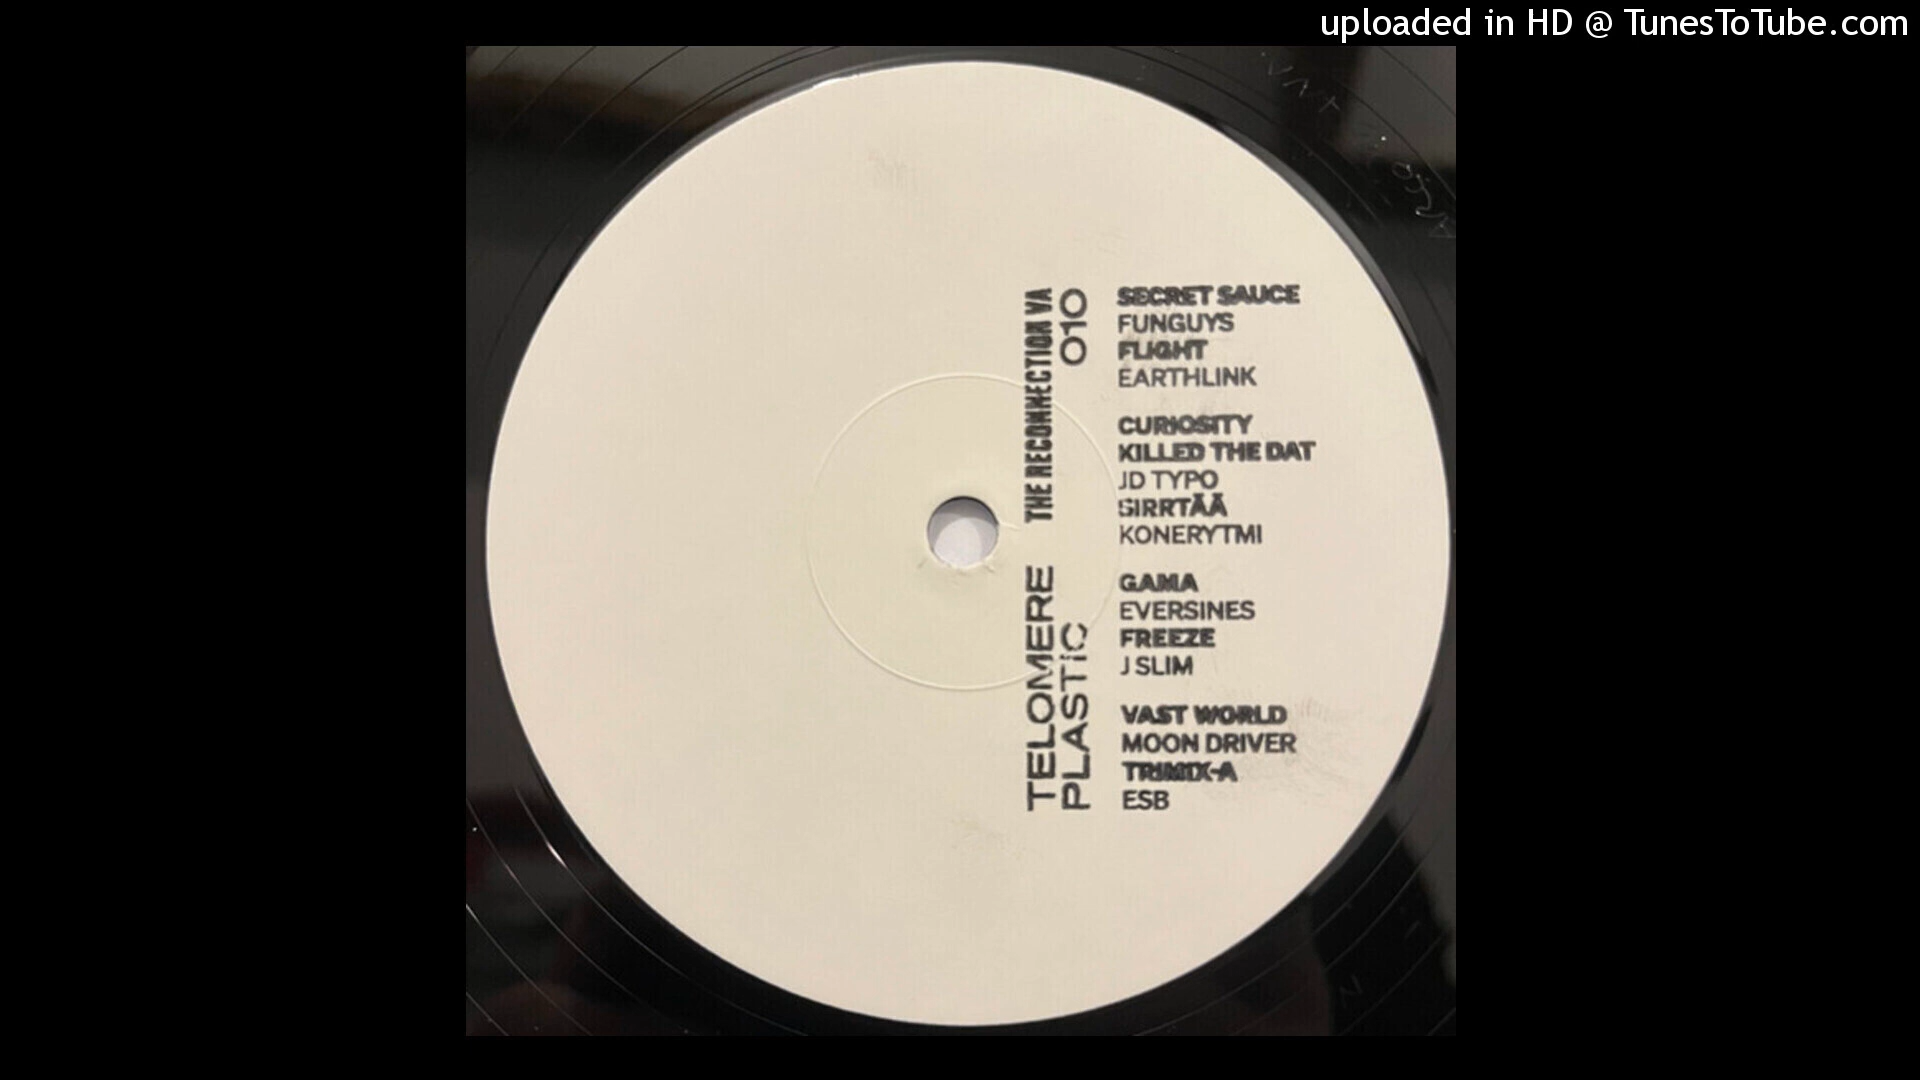 uploaded in HD @ TunesToTube.com
THE RECONNECTION VA
010
TELOMERE
PLASTIC
SECRET SAUCE
FUNGUYS
FLIGHT
EARTHLINK
CURIOSITY
KILLED THE DAT
JD TYPO
SIRRTÄÄ
KONERYTMI
GAMA
EVERSINES
FREEZE
J SLIM
VAST WORLD
MOON DRIVER
TRIMIX-A
ESB